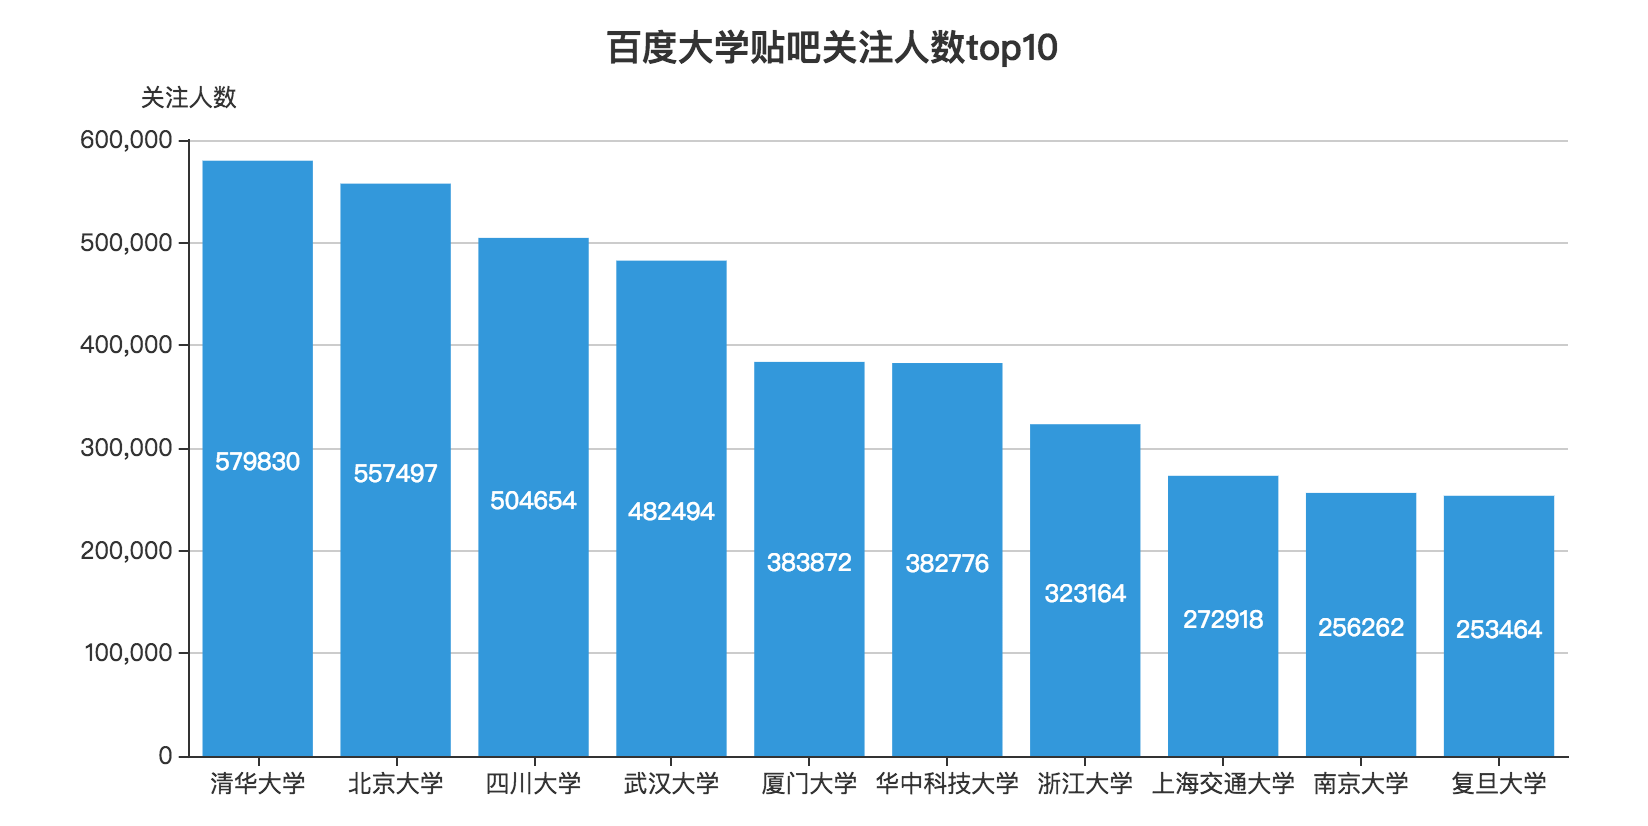 百度大学贴吧关注人数top10
关注人数
600,000
500,000
400,000
300,000
200,000
100,000
0
579830
557497
504654
482494
383872
382776
323164
272918
256262
253464
清华大学
北京大学
四川大学
武汉大学
厦门大学
华中科技大学
浙江大学
上海交通大学
南京大学
复旦大学